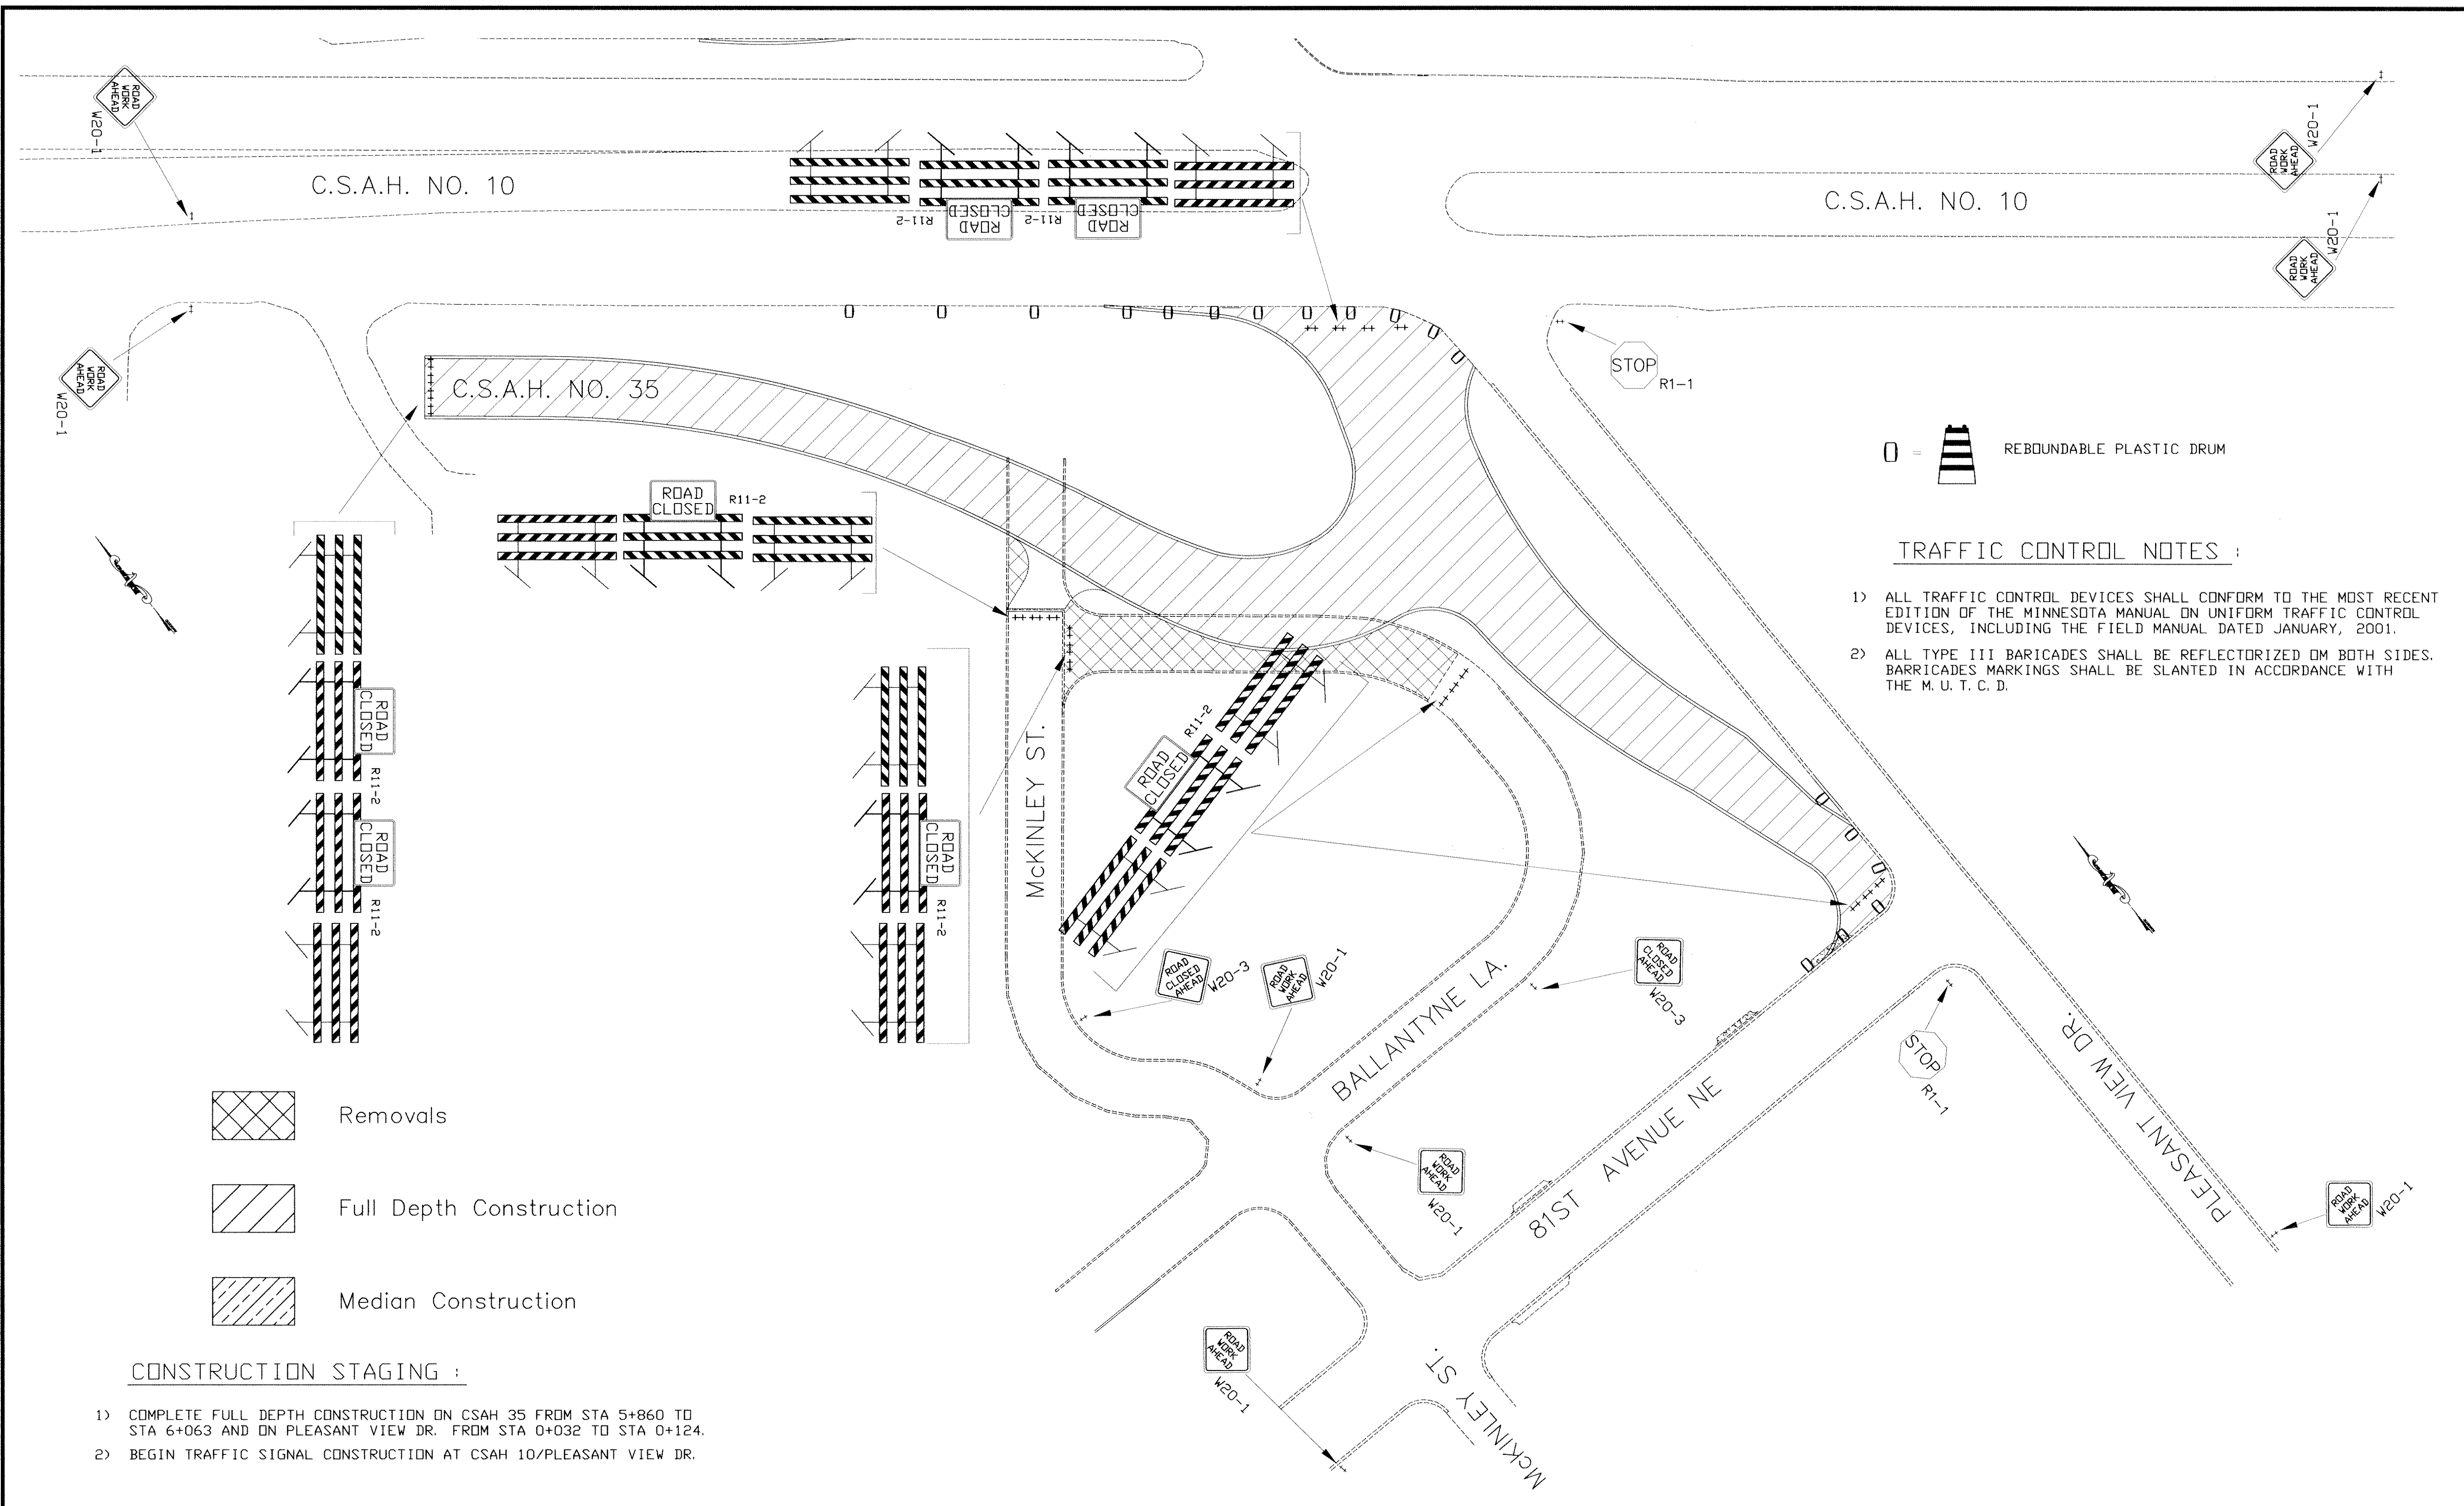 ROAD
WORK
AHEAD
W20-1
C.S.A.H. NO. 10
R11-2
ROAD
CLOSED
R11-2
ROAD
CLOSED
C.S.A.H. NO. 10
ROAD
WORK
AHEAD
W20-1
ROAD
WORK
AHEAD
W20-1
ROAD
WORK
AHEAD
W20-1
C.S.A.H. NO. 35
STOP
R1-1
ROAD
CLOSED
R11-2
= REBOUNDABLE PLASTIC DRUM
TRAFFIC CONTROL NOTES :
1) ALL TRAFFIC CONTROL DEVICES SHALL CONFORM TO THE MOST RECENT
EDITION OF THE MINNESOTA MANUAL ON UNIFORM TRAFFIC CONTROL
DEVICES, INCLUDING THE FIELD MANUAL DATED JANUARY, 2001.
2) ALL TYPE III BARICADES SHALL BE REFLECTORIZED OM BOTH SIDES.
BARRICADES MARKINGS SHALL BE SLANTED IN ACCORDANCE WITH
THE M. U. T. C. D.
ROAD
CLOSED
R11-2
ROAD
CLOSED
R11-2
ROAD
CLOSED
R11-2
McKINLEY ST.
ROAD
CLOSED
R11-2
ROAD
CLOSED
AHEAD
W20-3
ROAD
WORK
AHEAD
W20-1
BALLANTYNE LA.
ROAD
CLOSED
AHEAD
W20-3
STOP
R1-1
PLEASANT VIEW DR.
81ST AVENUE NE
ROAD
WORK
AHEAD
W20-1
ROAD
WORK
AHEAD
W20-1
ROAD
WORK
AHEAD
W20-1
McKINLEY ST.
Removals
Full Depth Construction
Median Construction
CONSTRUCTION STAGING :
1) COMPLETE FULL DEPTH CONSTRUCTION ON CSAH 35 FROM STA 5+860 TO
STA 6+063 AND ON PLEASANT VIEW DR. FROM STA 0+032 TO STA 0+124.
2) BEGIN TRAFFIC SIGNAL CONSTRUCTION AT CSAH 10/PLEASANT VIEW DR.